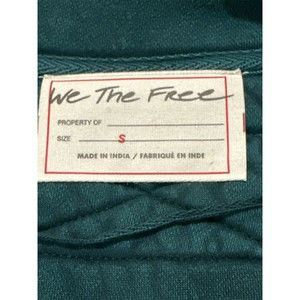 We The Free
PROPERTY OF
SIZE S
MADE IN INDIA / FABRIQUÉ EN INDE